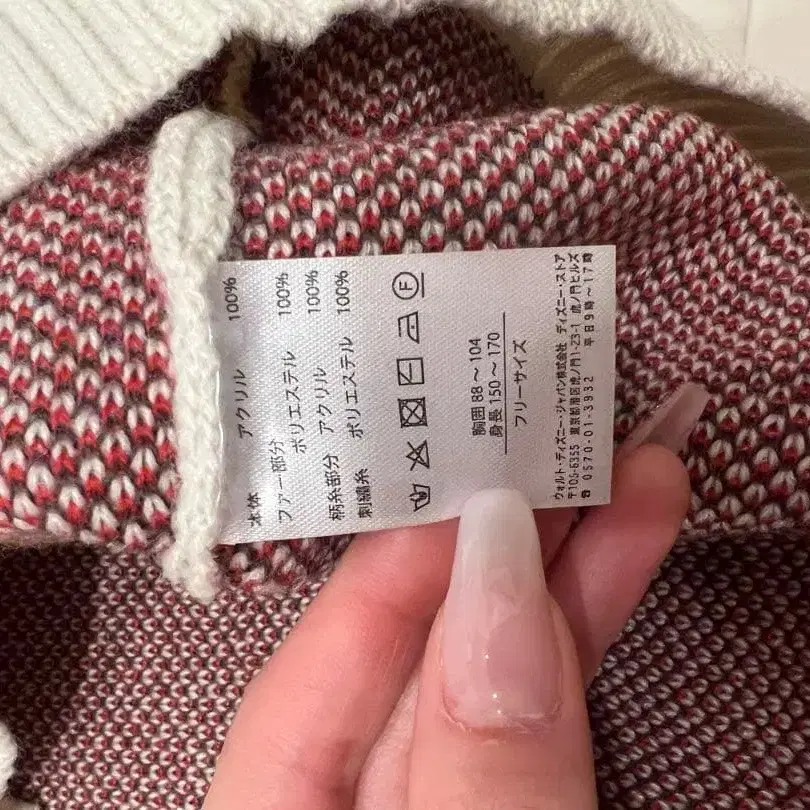 本体 アクリル 100%
ファー部分
ポリエステル 100%
柄糸部分 アクリル 100%
刺繍糸 ポリエステル 100%
F
胸囲 88〜104
身長 150〜170
フリーサイズ
ウォルト・ディズニー・ジャパン株式会社 ディズニーストア
〒105-6355 東京都港区虎ノ門1-23-1 虎ノ門ヒルズ
☎0570-01-3932 平日9時〜17時